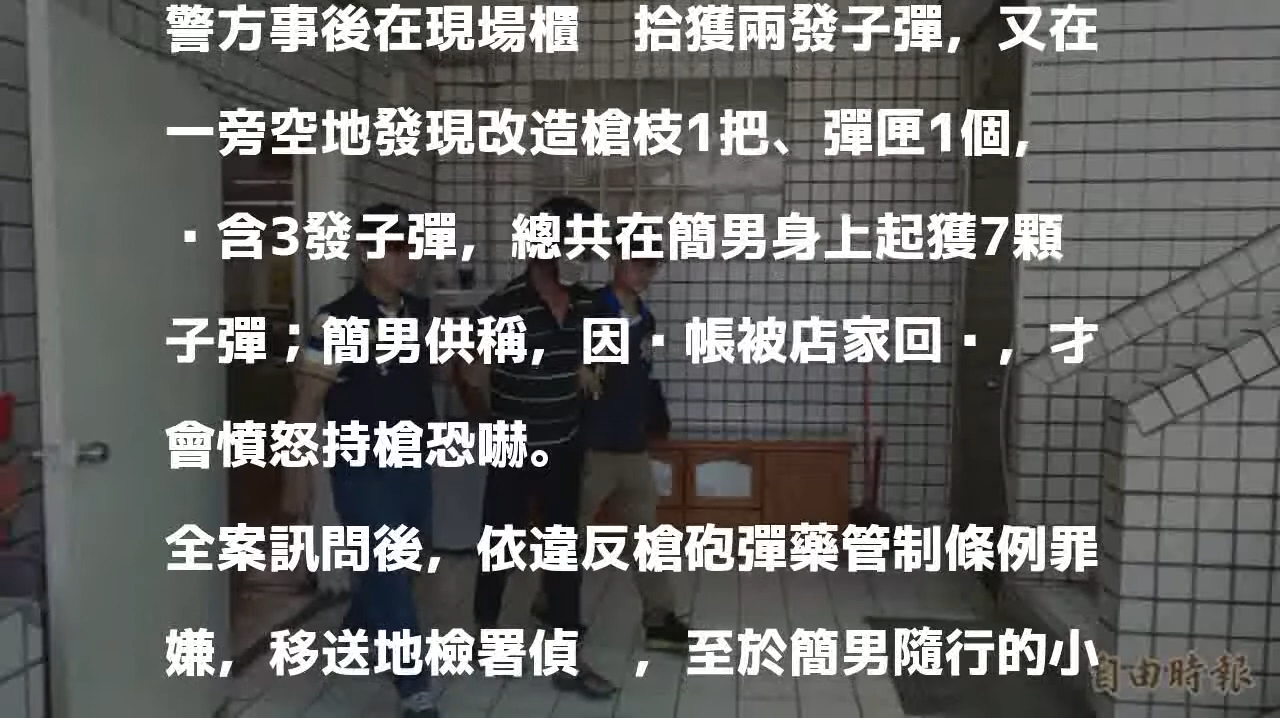 警方事後在現場櫃　拾獲兩發子彈，又在
一旁空地發現改造槍枝1把、彈匣1個，
·含3發子彈，總共在簡男身上起獲7顆
子彈；簡男供稱，因·帳被店家回·，才
會憤怒持槍恐嚇。
全案訊問後，依違反槍砲彈藥管制條例罪
嫌，移送地檢署偵　，至於簡男隨行的小
自由時報